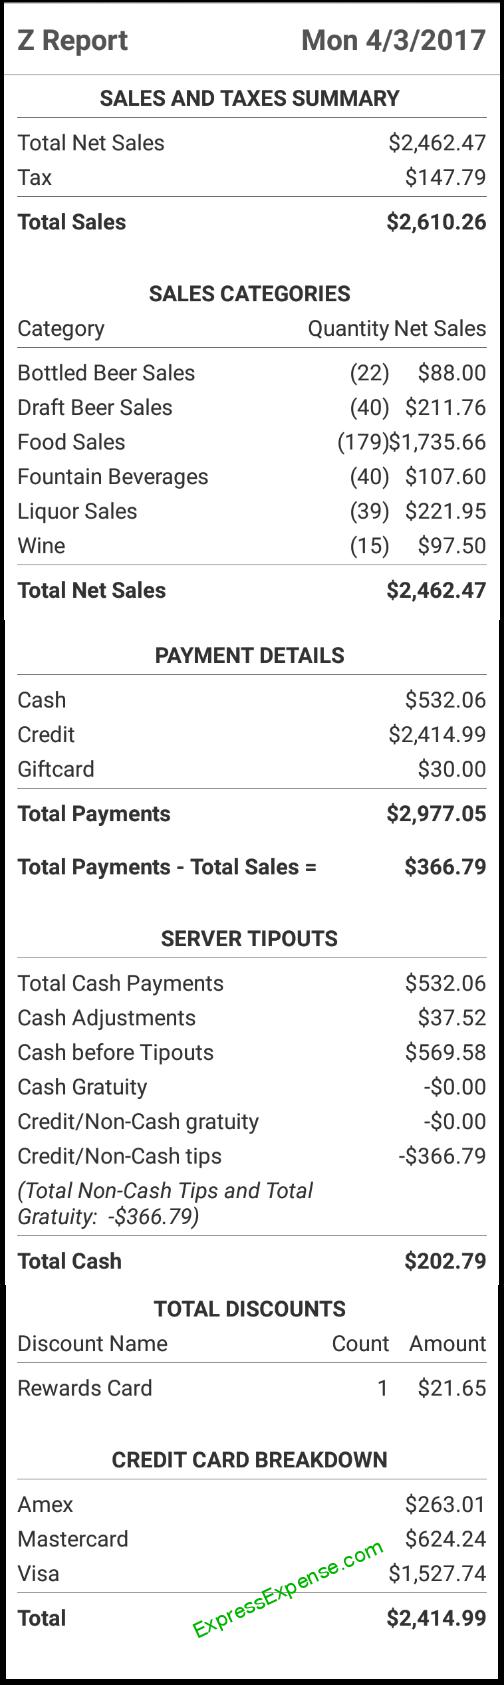 Z Report Mon 4/3/2017
SALES AND TAXES SUMMARY
Total Net Sales $2,462.47
Tax $147.79
Total Sales $2,610.26
SALES CATEGORIES
Category Quantity Net Sales
Bottled Beer Sales (22) $88.00
Draft Beer Sales (40) $211.76
Food Sales (179)$1,735.66
Fountain Beverages (40) $107.60
Liquor Sales (39) $221.95
Wine (15) $97.50
Total Net Sales $2,462.47
PAYMENT DETAILS
Cash $532.06
Credit $2,414.99
Giftcard $30.00
Total Payments $2,977.05
Total Payments - Total Sales = $366.79
SERVER TIPOUTS
Total Cash Payments $532.06
Cash Adjustments $37.52
Cash before Tipouts $569.58
Cash Gratuity -$0.00
Credit/Non-Cash gratuity -$0.00
Credit/Non-Cash tips -$366.79
(Total Non-Cash Tips and Total
Gratuity: -$366.79)
Total Cash $202.79
TOTAL DISCOUNTS
Discount Name Count Amount
Rewards Card 1 $21.65
CREDIT CARD BREAKDOWN
Amex $263.01
Mastercard $624.24
Visa $1,527.74
Total $2,414.99
ExpressExpense.com